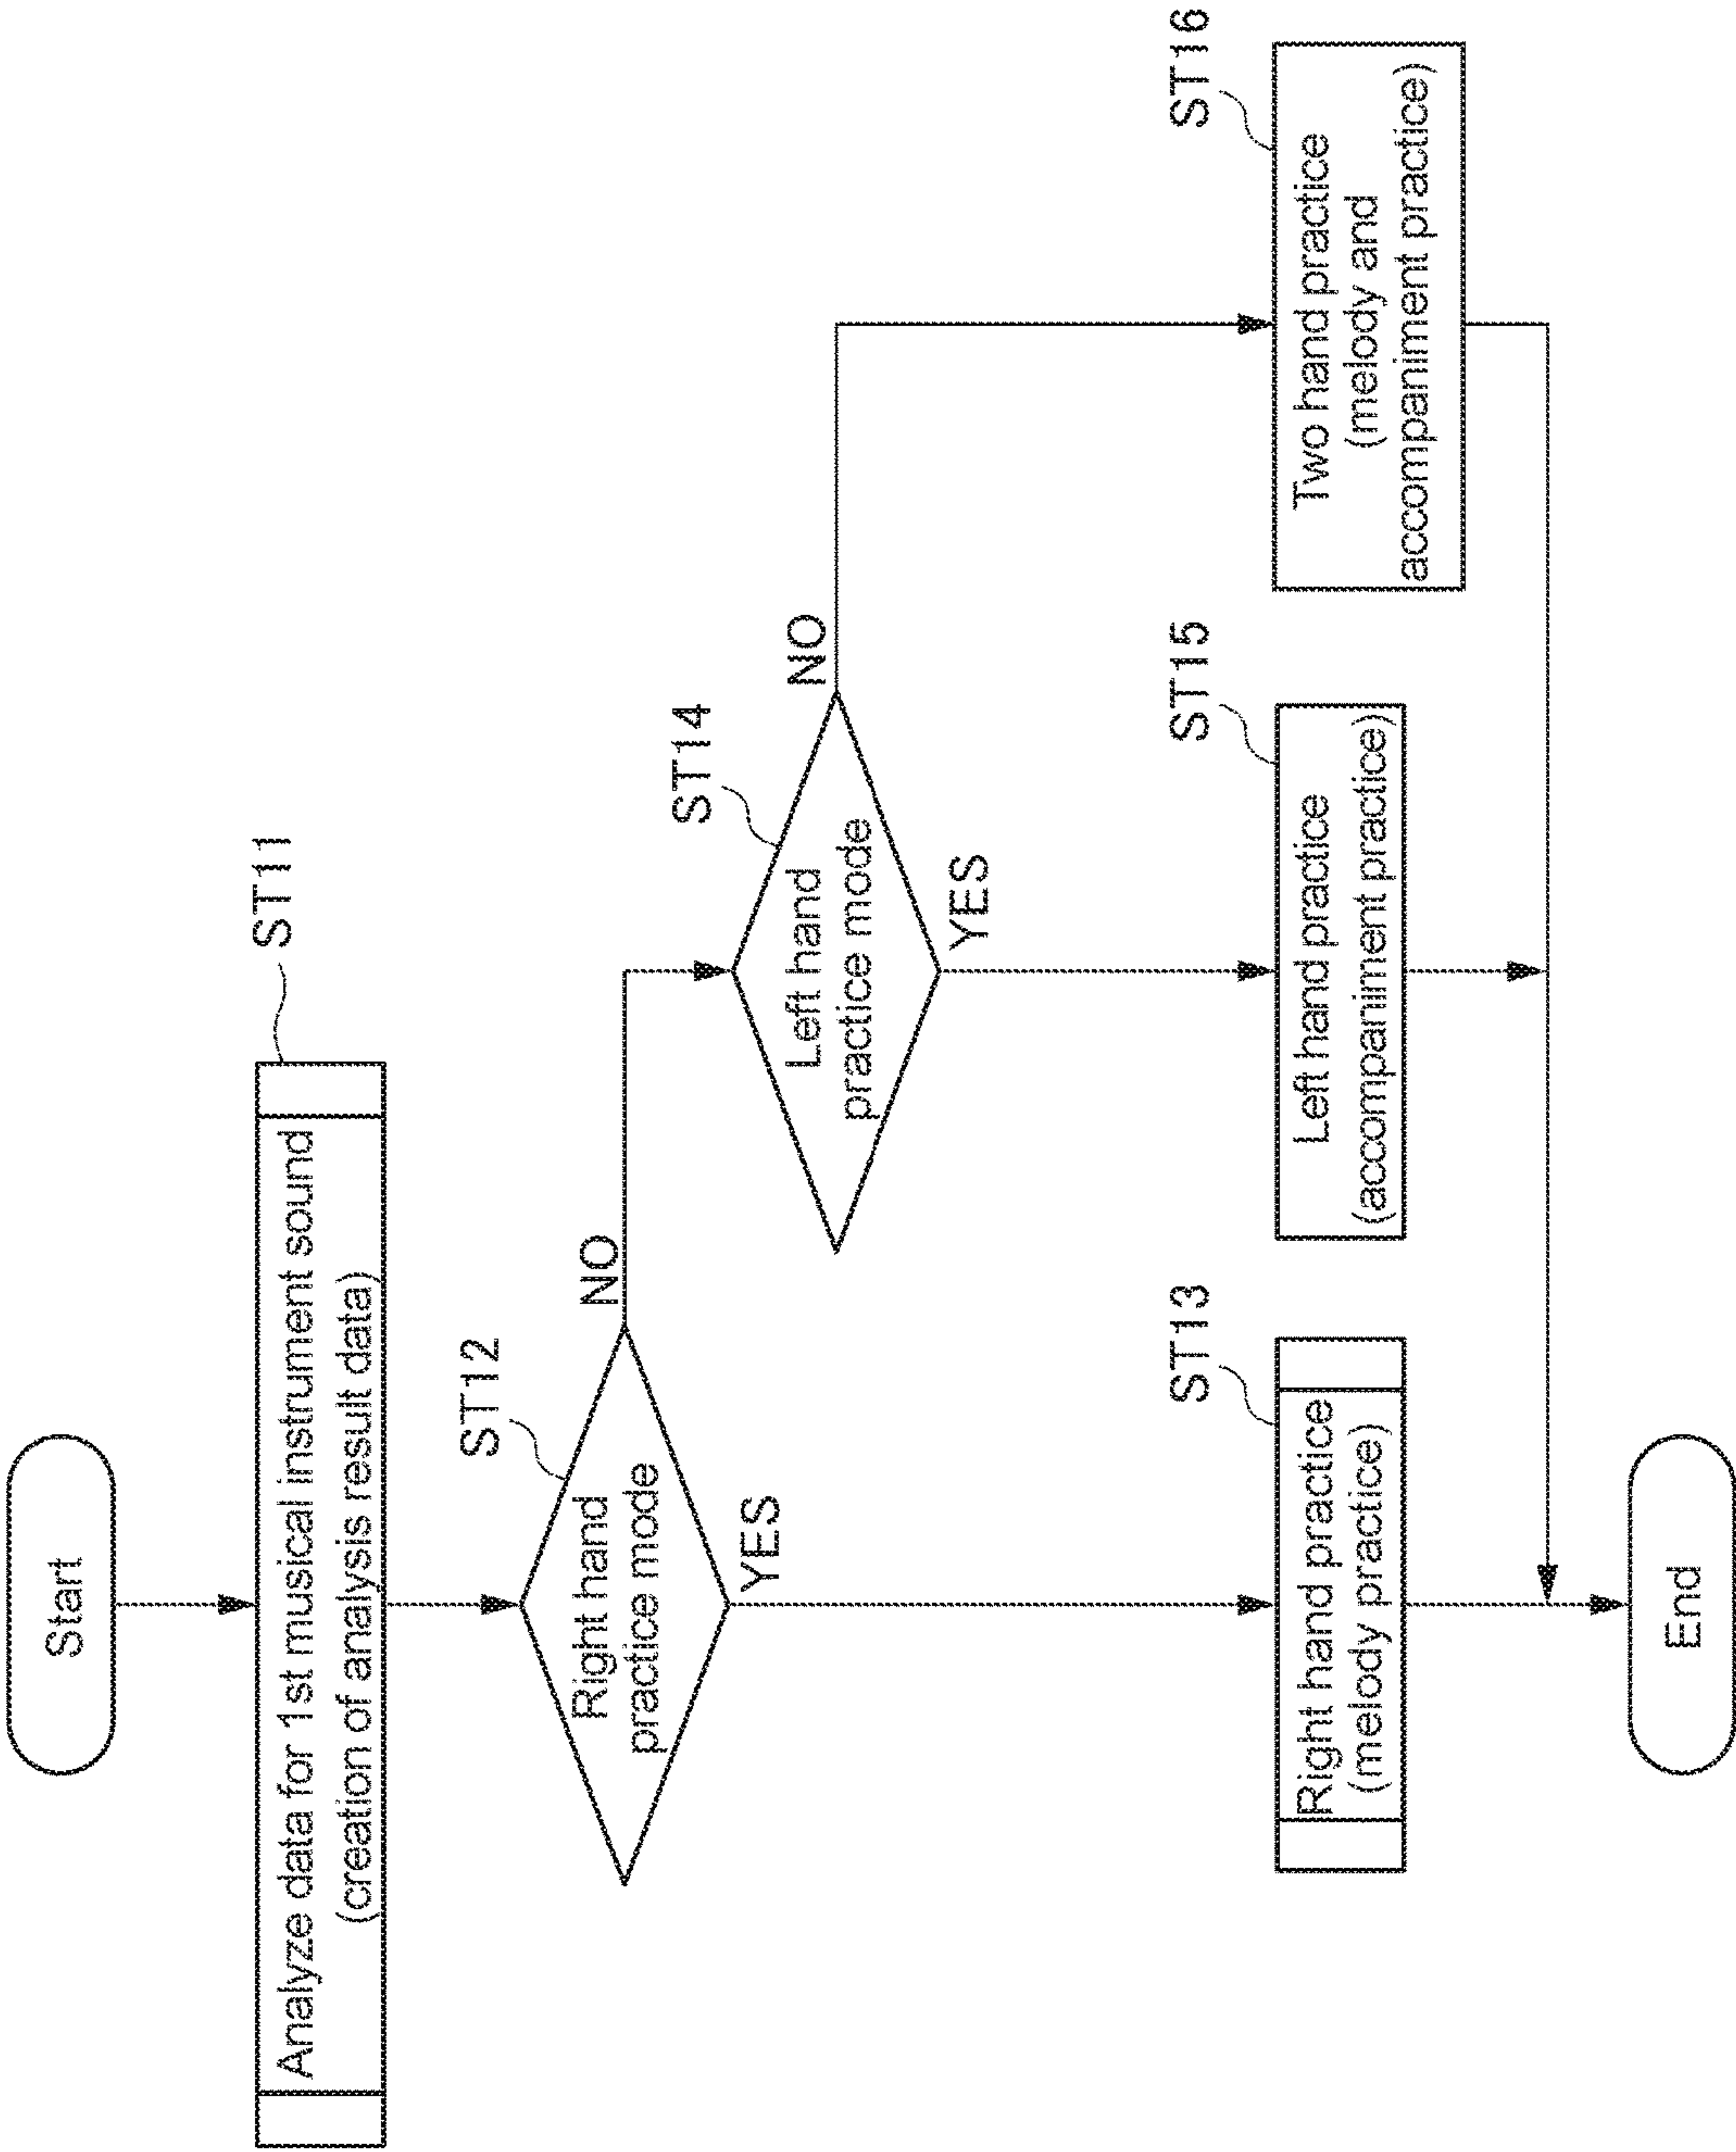 Start
ST11
Analyze data for 1st musical instrument sound
(creation of analysis result data)
ST12
Right hand
practice mode
NO
YES
ST14
Left hand
practice mode
NO
YES
ST13
Right hand practice
(melody practice)
ST15
Left hand practice
(accompaniment practice)
ST16
Two hand practice
(melody and
accompaniment practice)
End